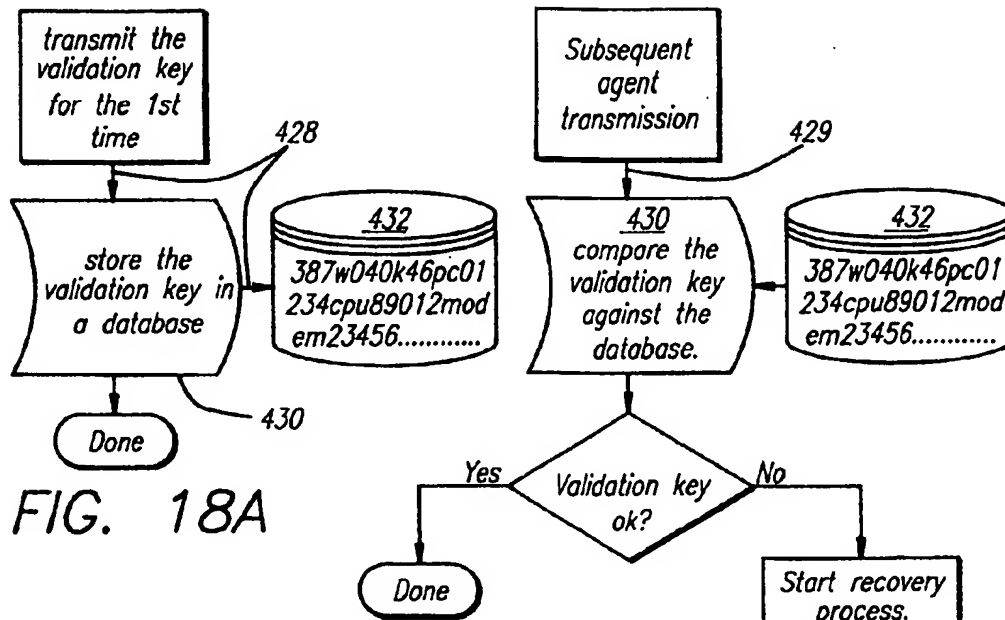 transmit the
validation key
for the 1st
time
428
store the
validation key in
a database
432
387w040k46pc01
234cpu89012mod
em23456............
430
Done
FIG. 18A
Subsequent
agent
transmission
429
430
compare the
validation key
against the
database.
432
387w040k46pc01
234cpu89012mod
em23456............
Yes
Validation key
ok?
No
Done
Start recovery
process.